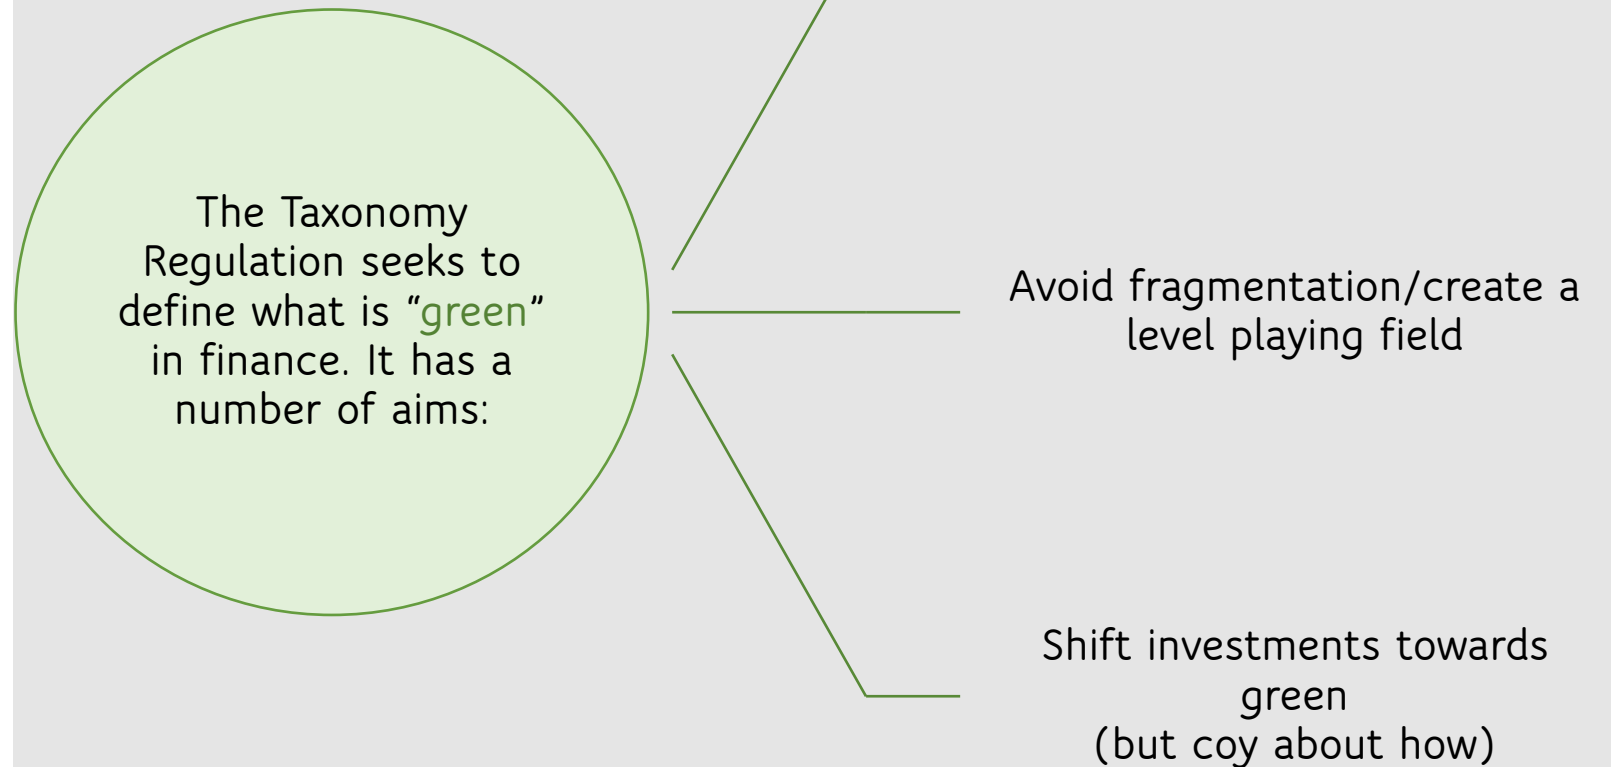 The Taxonomy
Regulation seeks to
define what is “green”
in finance. It has a
number of aims:
Avoid fragmentation/create a
level playing field
Shift investments towards
green
(but coy about how)